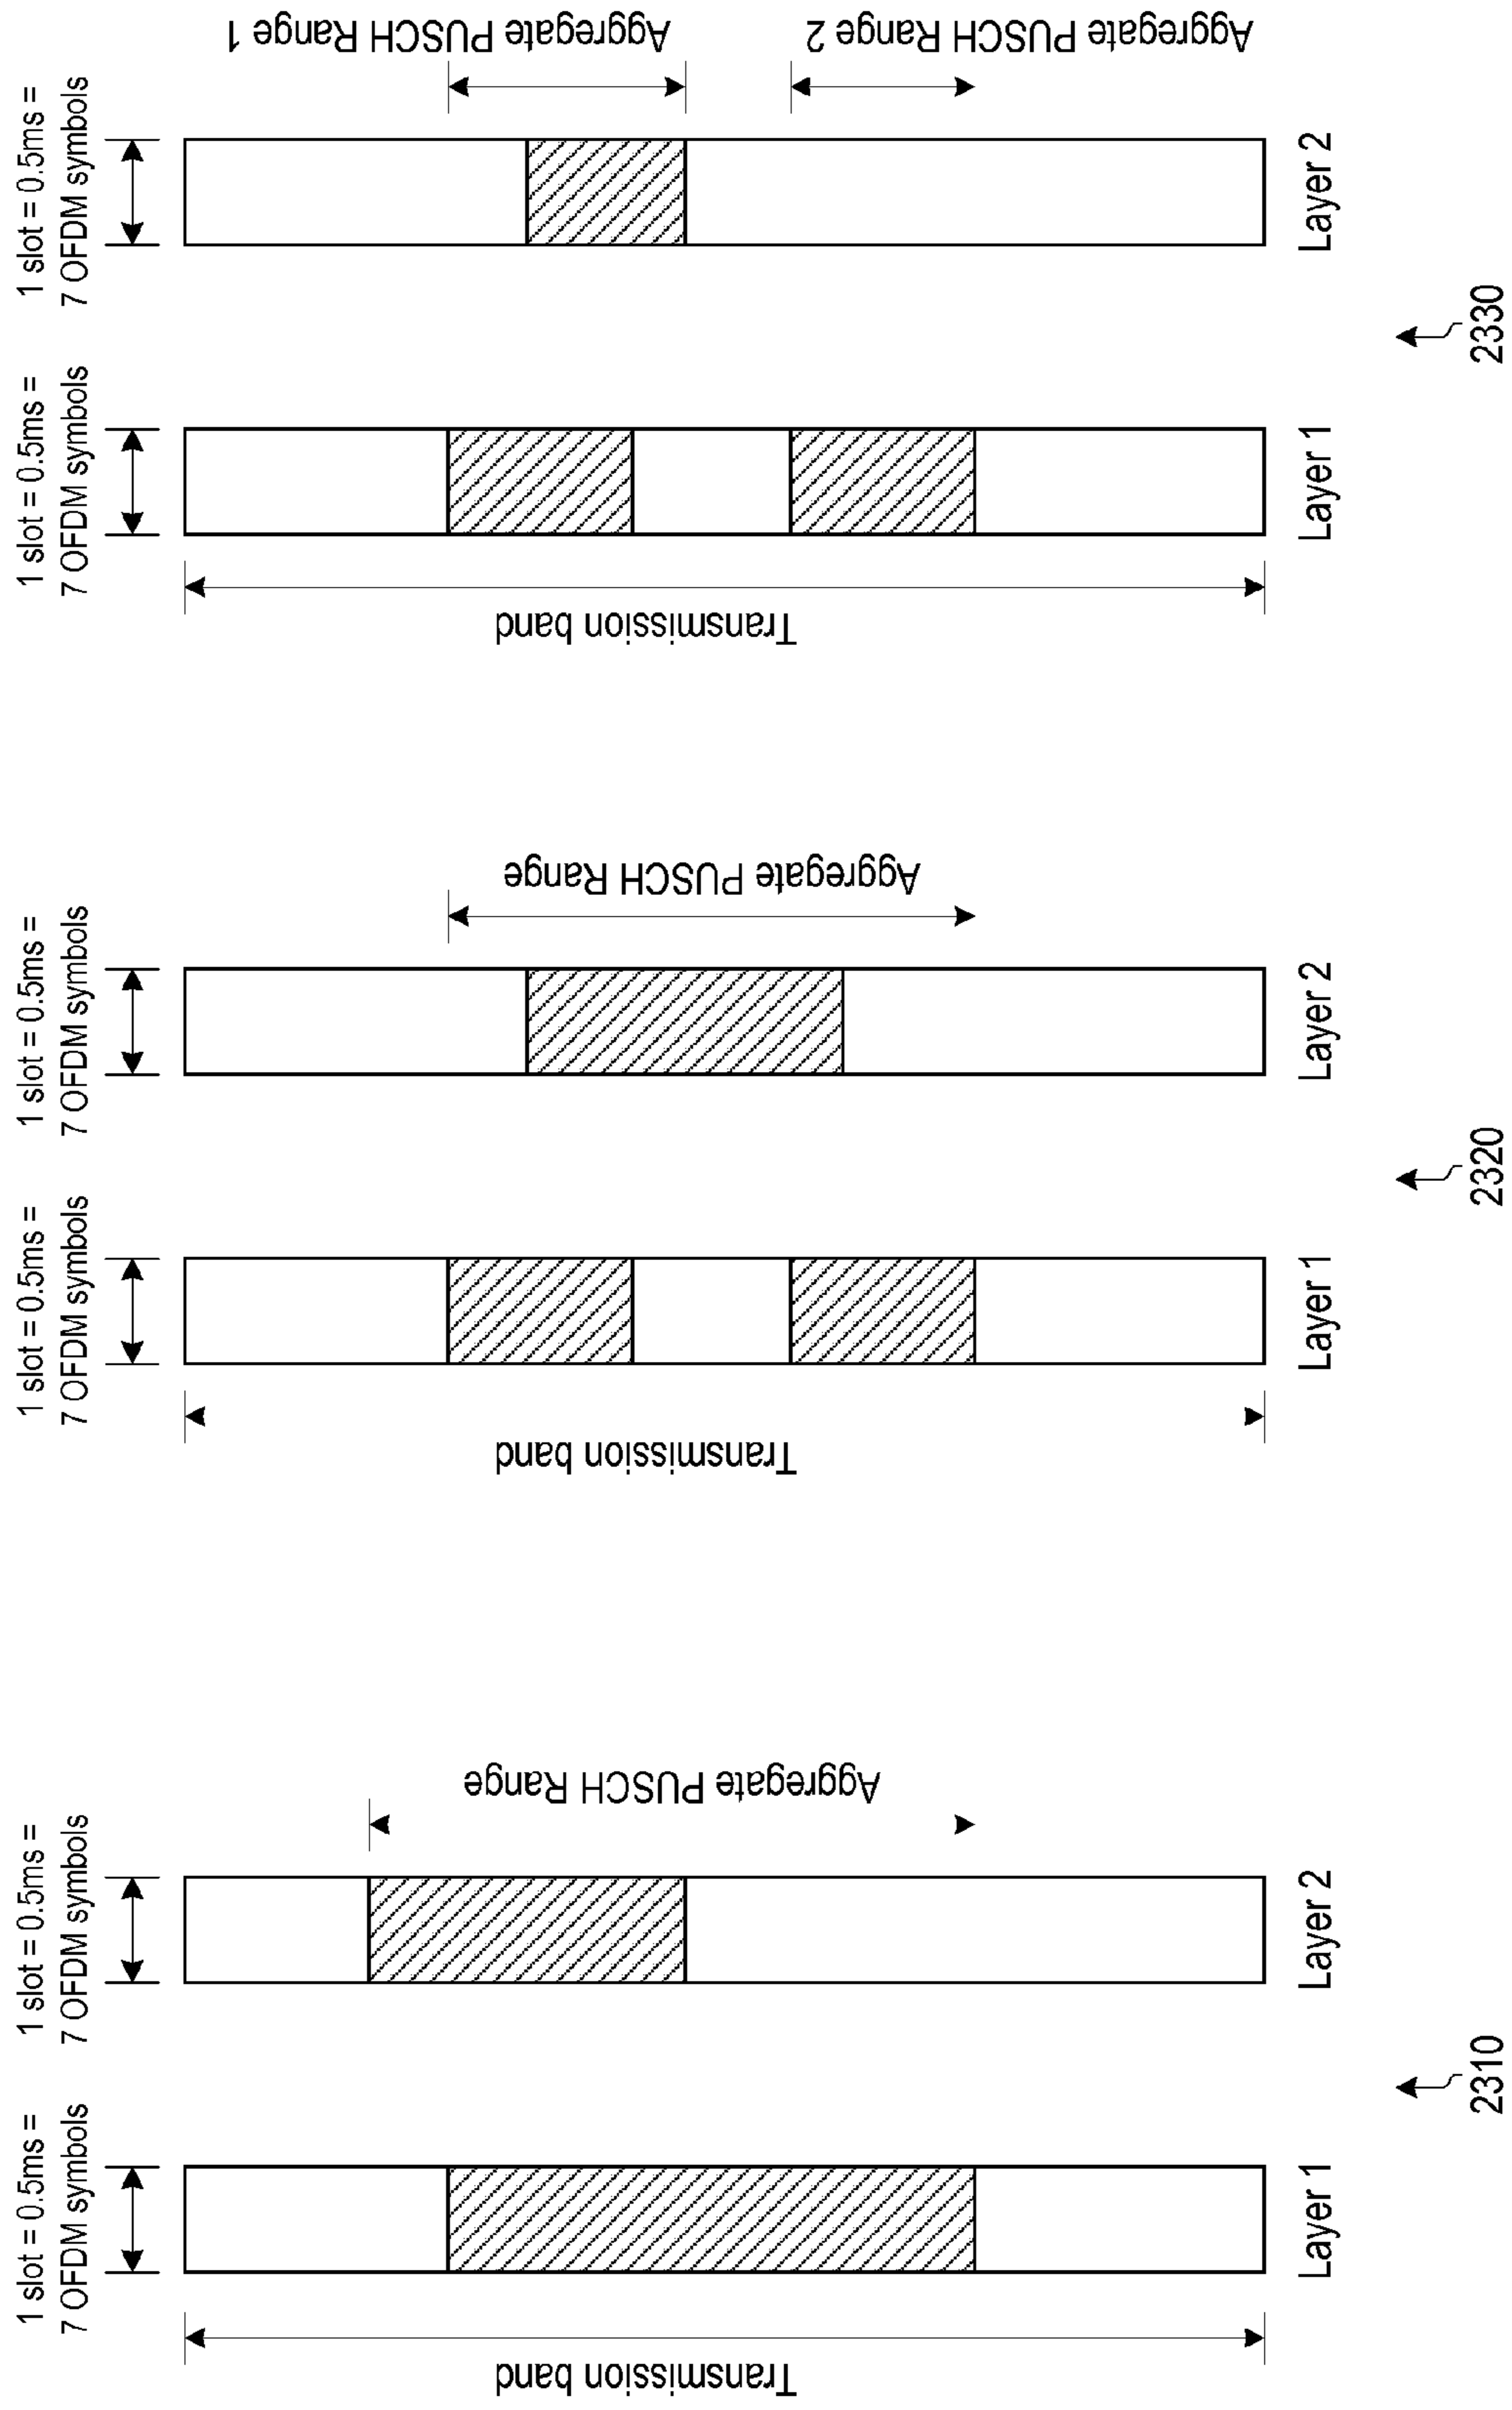 Transmission band
1 slot = 0.5ms =
7 OFDM symbols
Layer 1
1 slot = 0.5ms =
7 OFDM symbols
Layer 2
Aggregate PUSCH Range
2310
Transmission band
1 slot = 0.5ms =
7 OFDM symbols
Layer 1
1 slot = 0.5ms =
7 OFDM symbols
Layer 2
Aggregate PUSCH Range
2320
Transmission band
1 slot = 0.5ms =
7 OFDM symbols
Layer 1
1 slot = 0.5ms =
7 OFDM symbols
Layer 2
Aggregate PUSCH Range 1
Aggregate PUSCH Range 2
2330